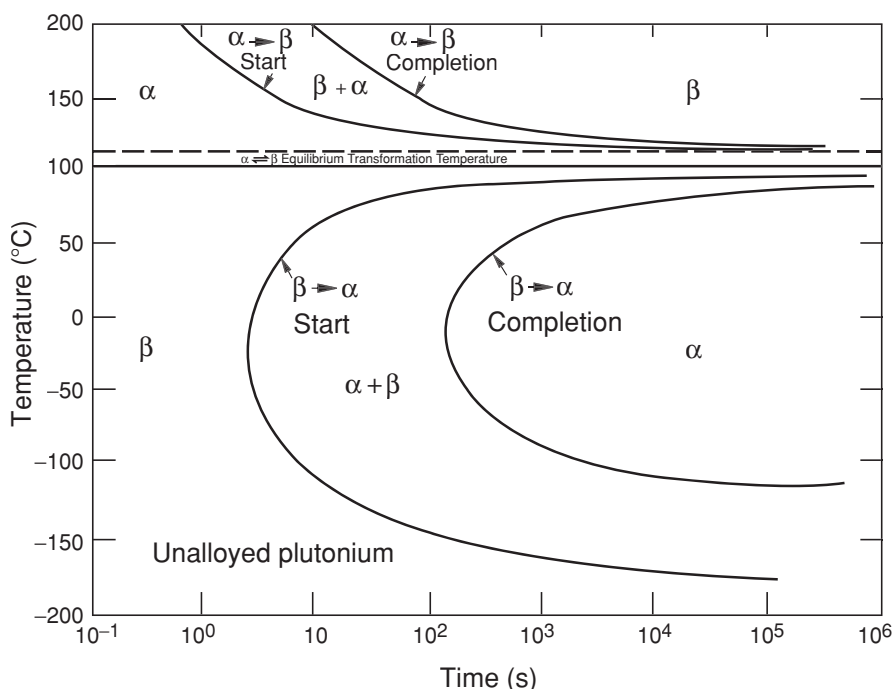 200
α → β
Start
α → β
Completion
α
β + α
β
150
α ⇌ β Equilibrium Transformation Temperature
100
50
β → α
Start
β → α
Completion
0
β
α
α + β
−50
−100
Unalloyed plutonium
−150
−200
10⁻¹ 10⁰ 10 10² 10³ 10⁴ 10⁵ 10⁶
Time (s)
Temperature (°C)